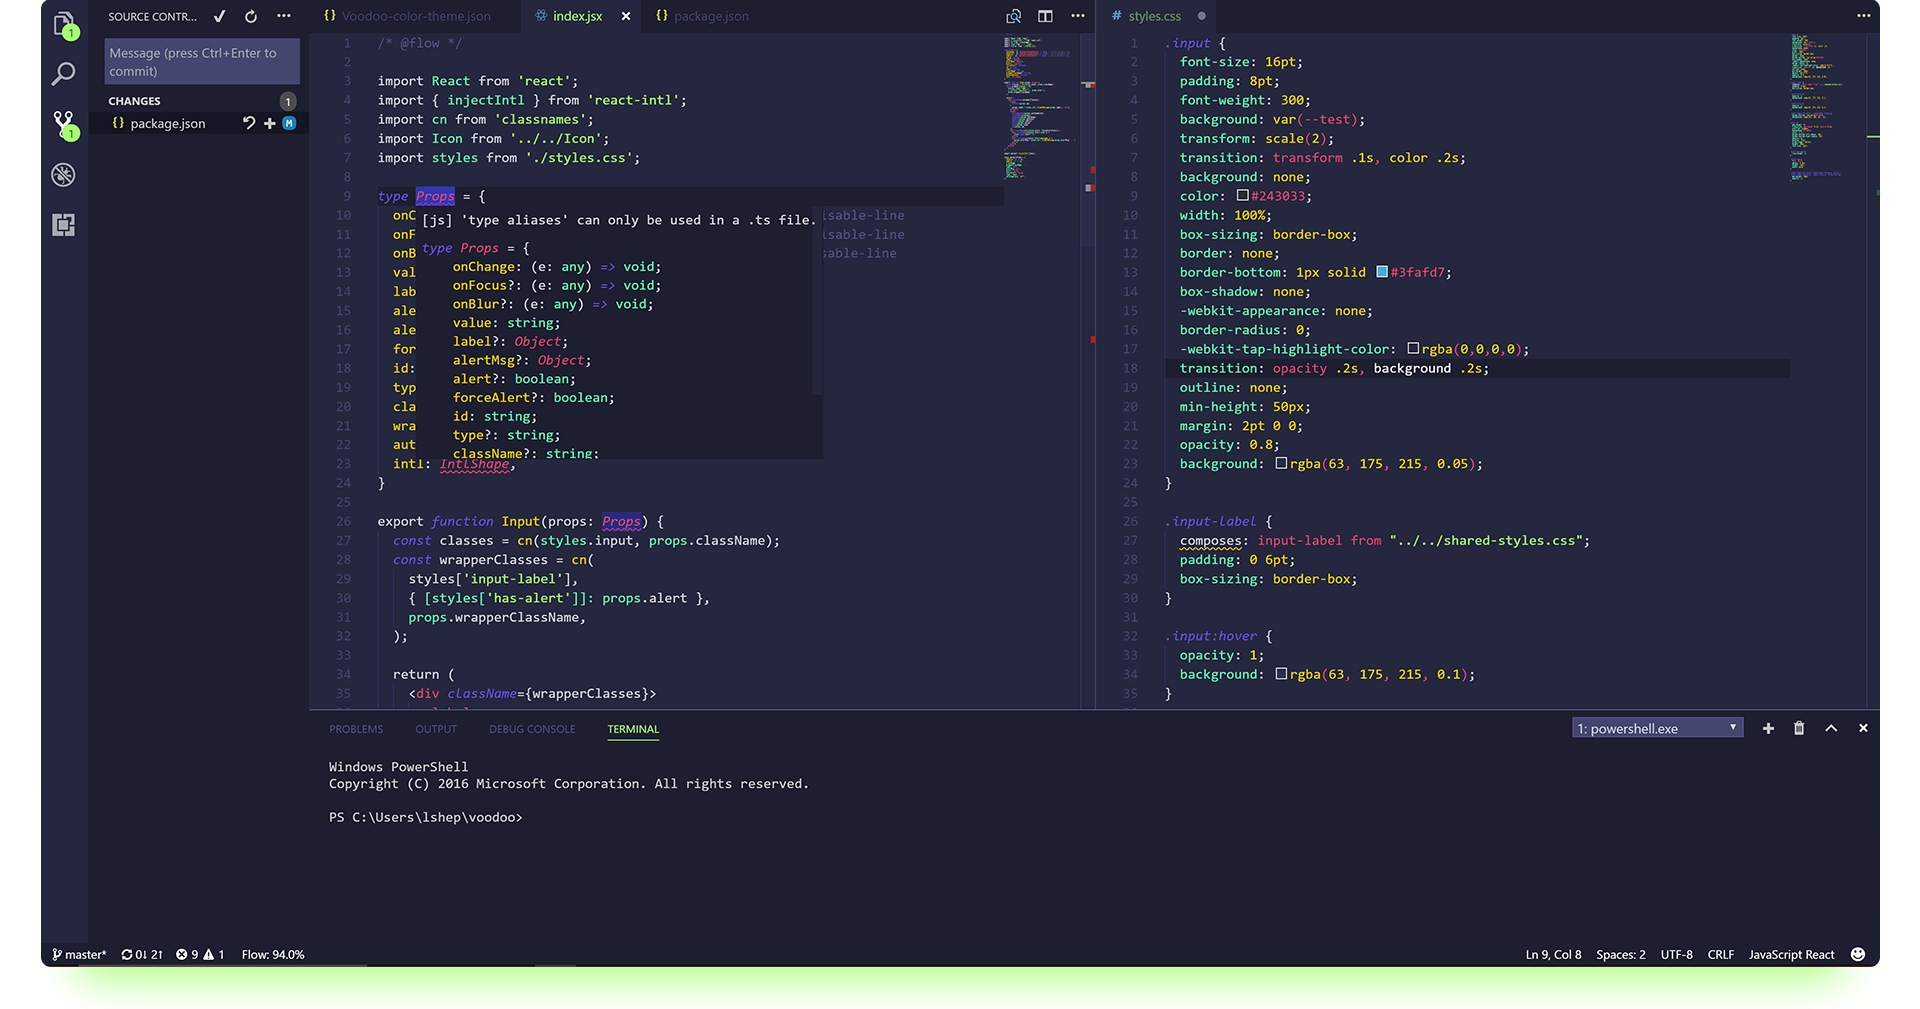 SOURCE CONTR...
Message (press Ctrl+Enter to
commit)
CHANGES 1
{} package.json M
1
1
{} Voodoo-color-theme.json
index.jsx
{} package.json
1 /* @flow */
2
3 import React from 'react';
4 import { injectIntl } from 'react-intl';
5 import cn from 'classnames';
6 import Icon from '../../Icon';
7 import styles from './styles.css';
8
9 type Props = {
10 onC isable-line
11 onF isable-line
12 onB sable-line
13 val
14 lab
15 ale
16 ale
17 for
18 id:
19 typ
20 cla
21 wra
22 aut
23 intl: IntlShape,
24 }
25
26 export function Input(props: Props) {
27 const classes = cn(styles.input, props.className);
28 const wrapperClasses = cn(
29 styles['input-label'],
30 { [styles['has-alert']]: props.alert },
31 props.wrapperClassName,
32 );
33
34 return (
35 <div className={wrapperClasses}>
[js] 'type aliases' can only be used in a .ts file.
type Props = {
onChange: (e: any) => void;
onFocus?: (e: any) => void;
onBlur?: (e: any) => void;
value: string;
label?: Object;
alertMsg?: Object;
alert?: boolean;
forceAlert?: boolean;
id: string;
type?: string;
className?: string;
# styles.css
1 .input {
2 font-size: 16pt;
3 padding: 8pt;
4 font-weight: 300;
5 background: var(--test);
6 transform: scale(2);
7 transition: transform .1s, color .2s;
8 background: none;
9 color: #243033;
10 width: 100%;
11 box-sizing: border-box;
12 border: none;
13 border-bottom: 1px solid #3fafd7;
14 box-shadow: none;
15 -webkit-appearance: none;
16 border-radius: 0;
17 -webkit-tap-highlight-color: rgba(0,0,0,0);
18 transition: opacity .2s, background .2s;
19 outline: none;
20 min-height: 50px;
21 margin: 2pt 0 0;
22 opacity: 0.8;
23 background: rgba(63, 175, 215, 0.05);
24 }
25
26 .input-label {
27 composes: input-label from "../../shared-styles.css";
28 padding: 0 6pt;
29 box-sizing: border-box;
30 }
31
32 .input:hover {
33 opacity: 1;
34 background: rgba(63, 175, 215, 0.1);
35 }
PROBLEMS OUTPUT DEBUG CONSOLE TERMINAL
1: powershell.exe
Windows PowerShell
Copyright (C) 2016 Microsoft Corporation. All rights reserved.
PS C:\Users\lshep\voodoo>
master* 0↓ 2↑ 9 1 Flow: 94.0%
Ln 9, Col 8 Spaces: 2 UTF-8 CRLF JavaScript React